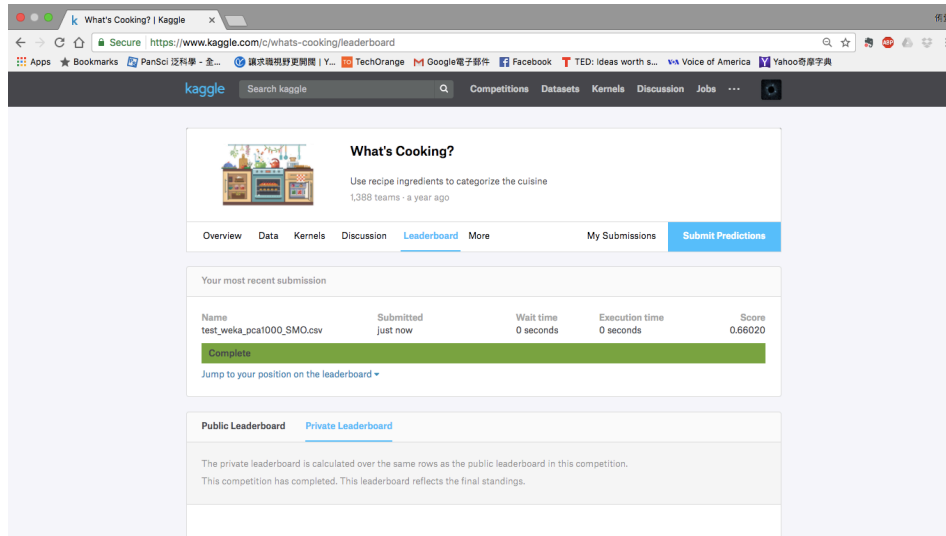 k What's Cooking? | Kaggle
Secure https://www.kaggle.com/c/whats-cooking/leaderboard
Apps Bookmarks PanSci 泛科學 - 全... 讓求職視野更開闊 | Y... TO TechOrange Google電子郵件 Facebook TED: Ideas worth s... VOA Voice of America Yahoo奇摩字典
kaggle Search kaggle Competitions Datasets Kernels Discussion Jobs ...
What's Cooking?
Use recipe ingredients to categorize the cuisine
1,388 teams · a year ago
Overview Data Kernels Discussion Leaderboard More My Submissions Submit Predictions
Your most recent submission
Name Submitted Wait time Execution time Score
test_weka_pca1000_SMO.csv just now 0 seconds 0 seconds 0.66020
Complete
Jump to your position on the leaderboard
Public Leaderboard Private Leaderboard
The private leaderboard is calculated over the same rows as the public leaderboard in this competition.
This competition has completed. This leaderboard reflects the final standings.